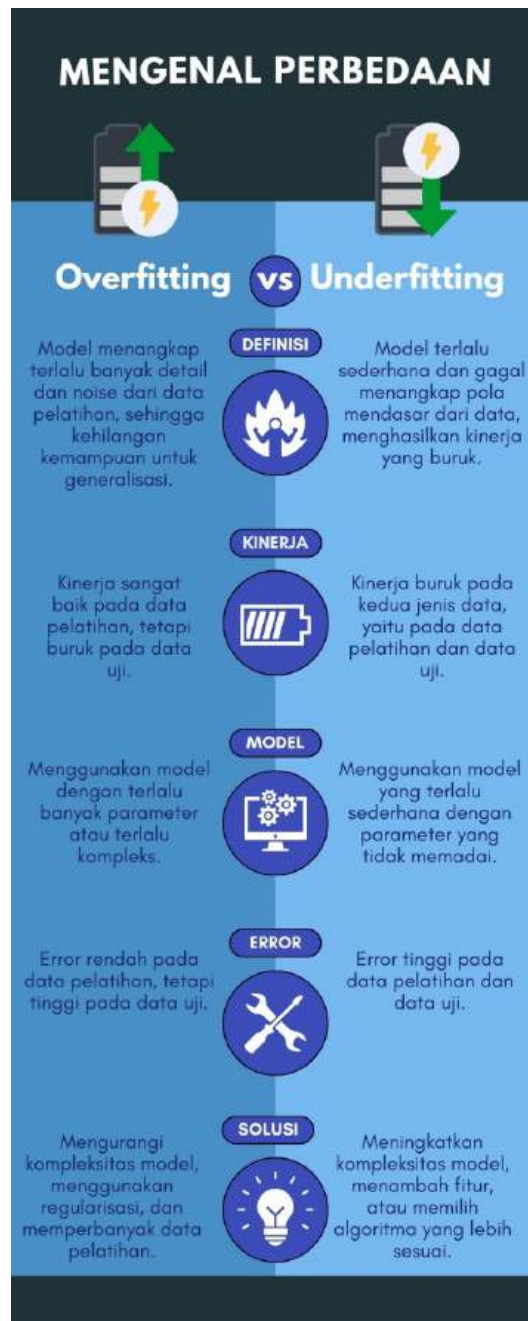 MENGENAL PERBEDAAN
Overfitting vs Underfitting
DEFINISI
Model menangkap
terlalu banyak detail
dan noise dari data
pelatihan, sehingga
kehilangan
kemampuan untuk
generalisasi.
Model terlalu
sederhana dan gagal
menangkap pola
mendasar dari data,
menghasilkan kinerja
yang buruk.
KINERJA
Kinerja sangat
baik pada data
pelatihan, tetapi
buruk pada data
uji.
Kinerja buruk pada
kedua jenis data,
yaitu pada data
pelatihan dan data
uji.
MODEL
Menggunakan model
dengan terlalu
banyak parameter
atau terlalu
kompleks.
Menggunakan model
yang terlalu
sederhana dengan
parameter yang
tidak memadai.
ERROR
Error rendah pada
data pelatihan, tetapi
tinggi pada data uji.
Error tinggi pada
data pelatihan dan
data uji.
SOLUSI
Mengurangi
kompleksitas model,
menggunakan
regularisasi, dan
memperbanyak data
pelatihan.
Meningkatkan
kompleksitas model,
menambah fitur,
atau memilih
algoritma yang lebih
sesuai.